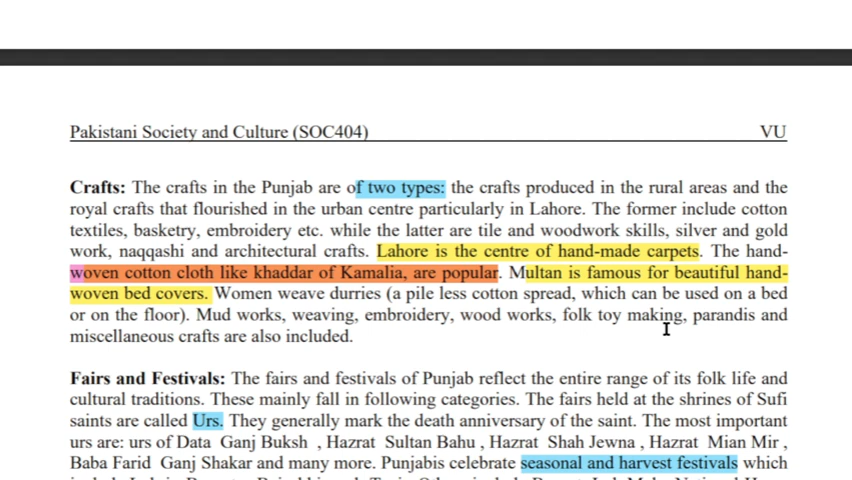 Pakistani Society and Culture (SOC404) VU
Crafts: The crafts in the Punjab are of two types: the crafts produced in the rural areas and the
royal crafts that flourished in the urban centre particularly in Lahore. The former include cotton
textiles, basketry, embroidery etc. while the latter are tile and woodwork skills, silver and gold
work, naqqashi and architectural crafts. Lahore is the centre of hand-made carpets. The hand-
woven cotton cloth like khaddar of Kamalia, are popular. Multan is famous for beautiful hand-
woven bed covers. Women weave durries (a pile less cotton spread, which can be used on a bed
or on the floor). Mud works, weaving, embroidery, wood works, folk toy making, parandis and
miscellaneous crafts are also included.
Fairs and Festivals: The fairs and festivals of Punjab reflect the entire range of its folk life and
cultural traditions. These mainly fall in following categories. The fairs held at the shrines of Sufi
saints are called Urs. They generally mark the death anniversary of the saint. The most important
urs are: urs of Data Ganj Buksh , Hazrat Sultan Bahu , Hazrat Shah Jewna , Hazrat Mian Mir ,
Baba Farid Ganj Shakar and many more. Punjabis celebrate seasonal and harvest festivals which